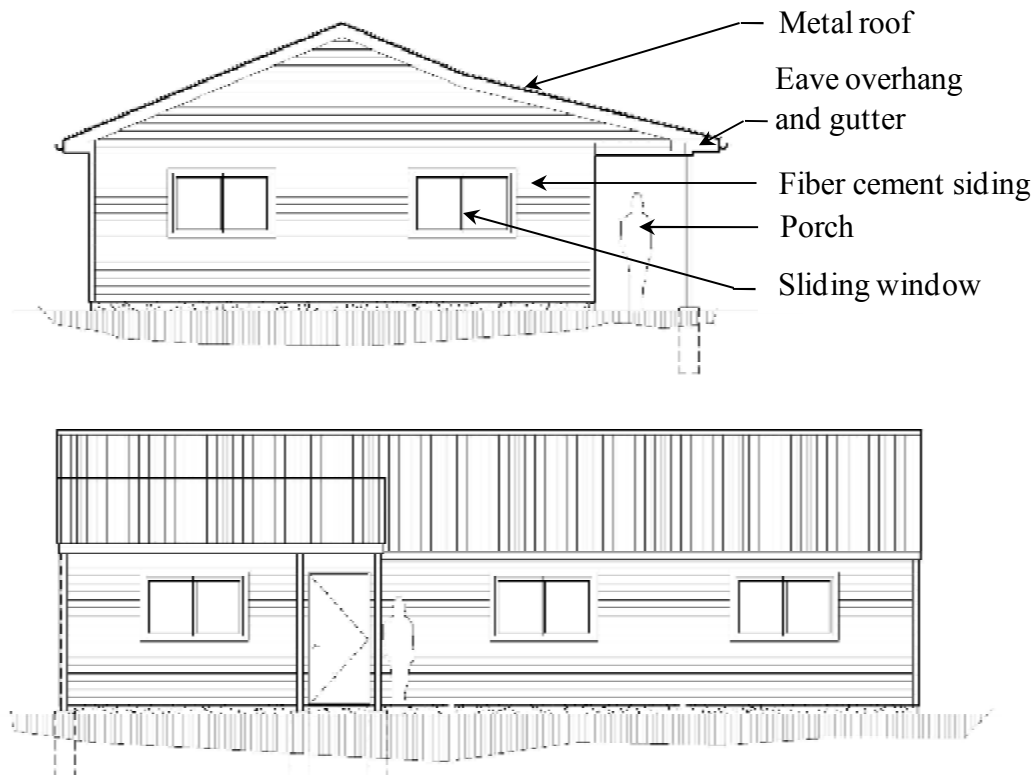 Metal roof
Eave overhang
and gutter
Fiber cement siding
Porch
Sliding window